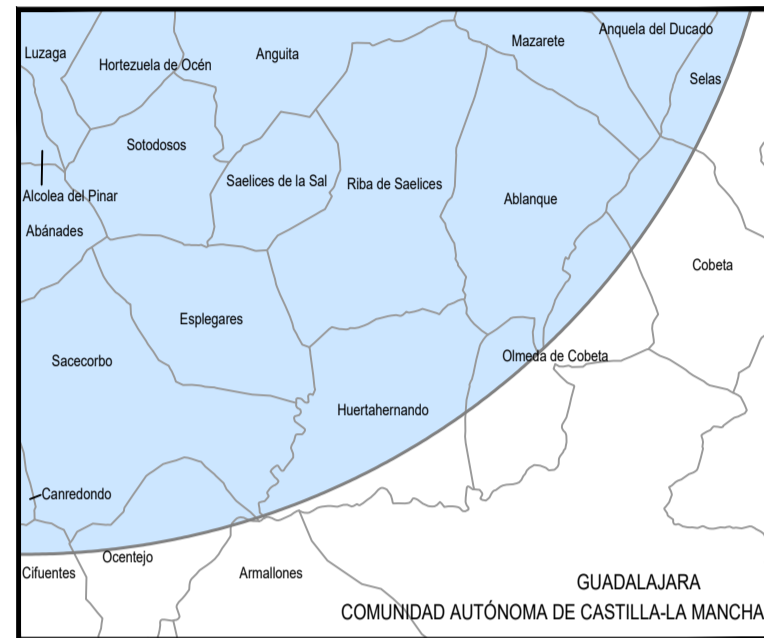 Anquela del Ducado
Mazarete
Luzaga
Anguita
Hortezuela de Océn
Selas
Sotodosos
Saelices de la Sal
Riba de Saelices
Alcolea del Pinar
Ablanque
Abánades
Cobeta
Esplegares
Olmeda de Cobeta
Sacecorbo
Huertahernando
Canredondo
Ocentejo
Cifuentes
Armallones
GUADALAJARA
COMUNIDAD AUTÓNOMA DE CASTILLA-LA MANCHA